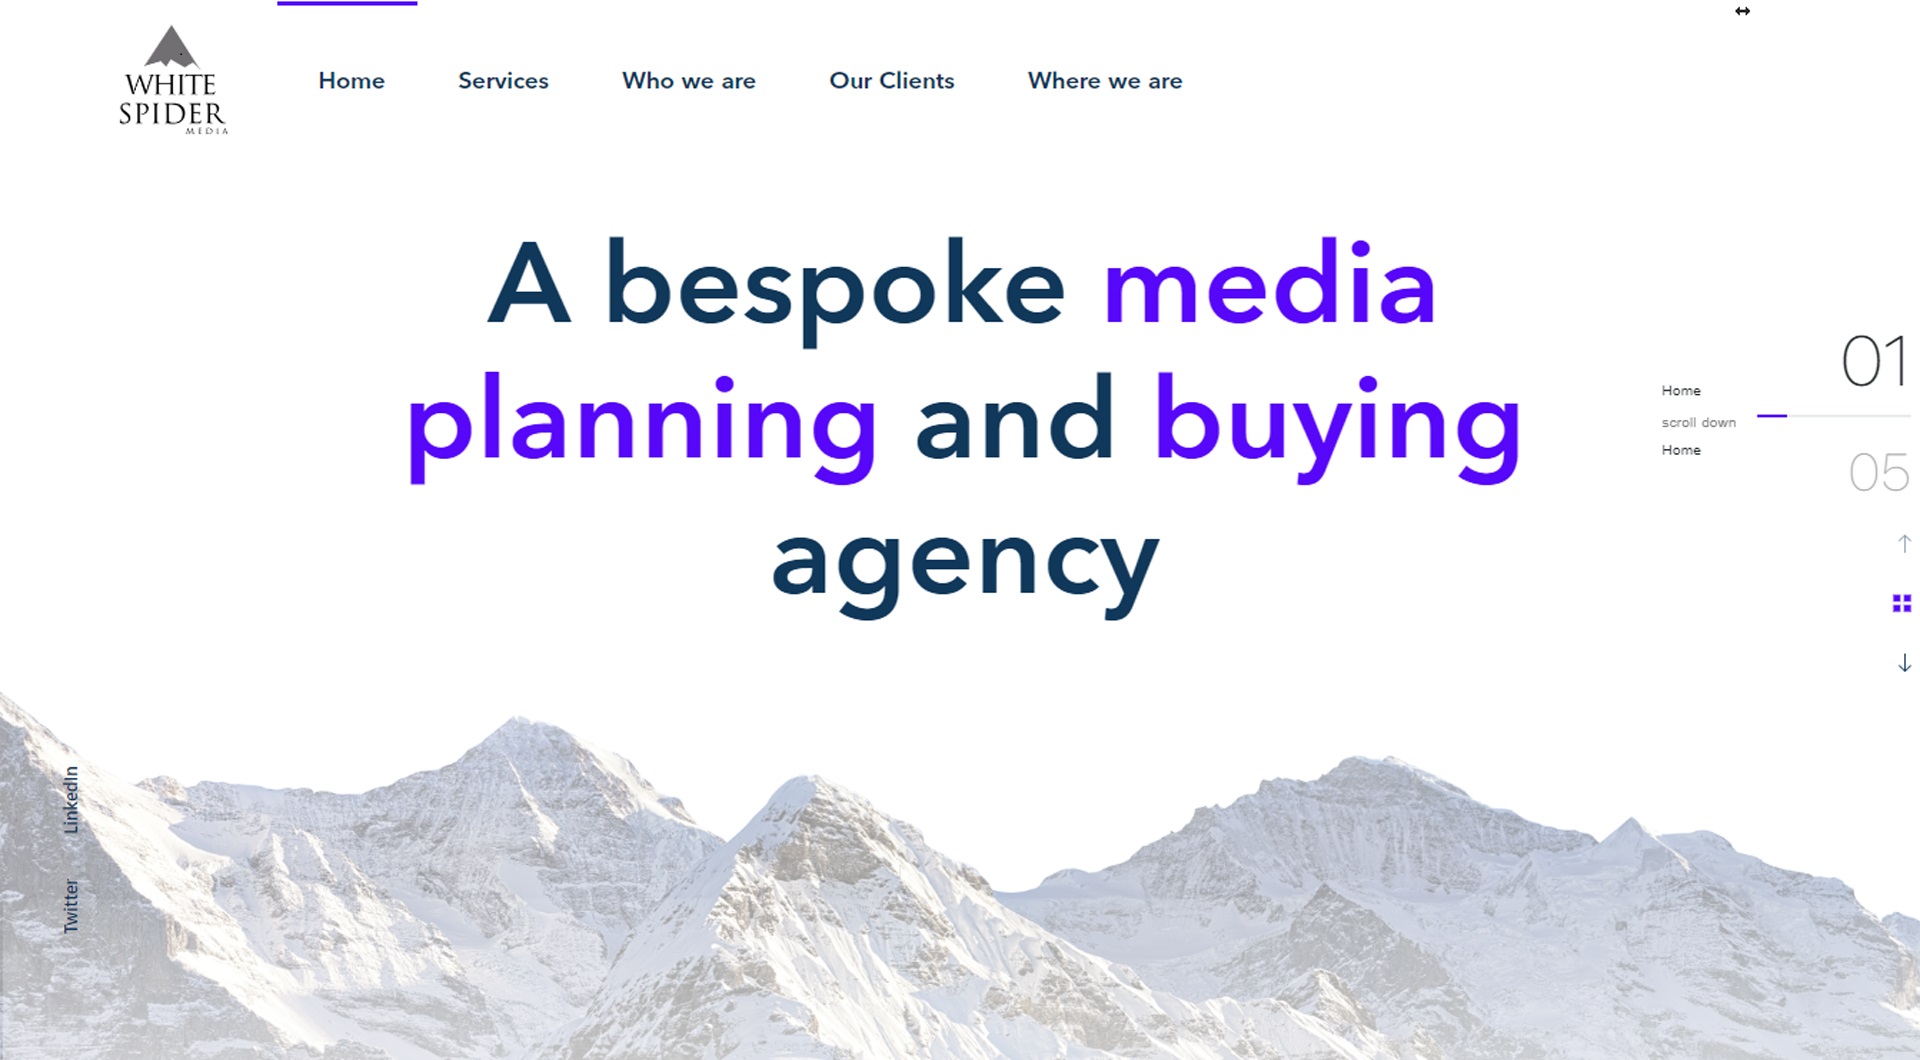 WHITE
SPIDER
MEDIA
Home
Services
Who we are
Our Clients
Where we are
A bespoke media
planning and buying
agency
01
Home
scroll down
Home
05
LinkedIn
Twitter